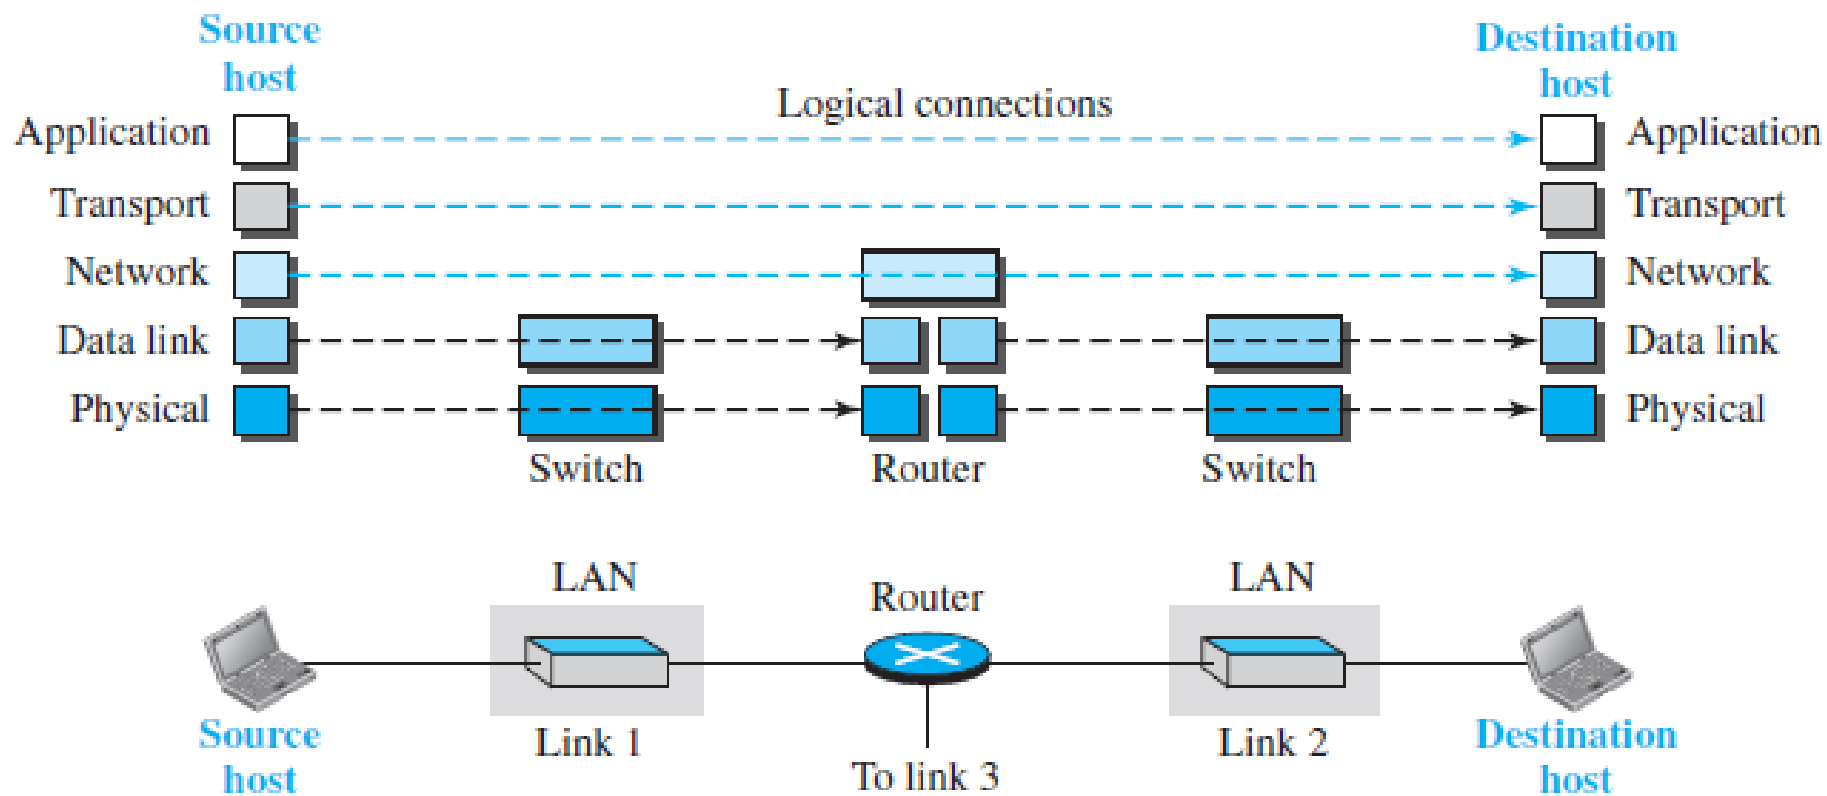 Source
host
Destination
host
Logical connections
Application
Application
Transport
Transport
Network
Network
Data link
Data link
Physical
Physical
Switch
Router
Switch
LAN
Router
LAN
Source
host
Link 1
To link 3
Link 2
Destination
host